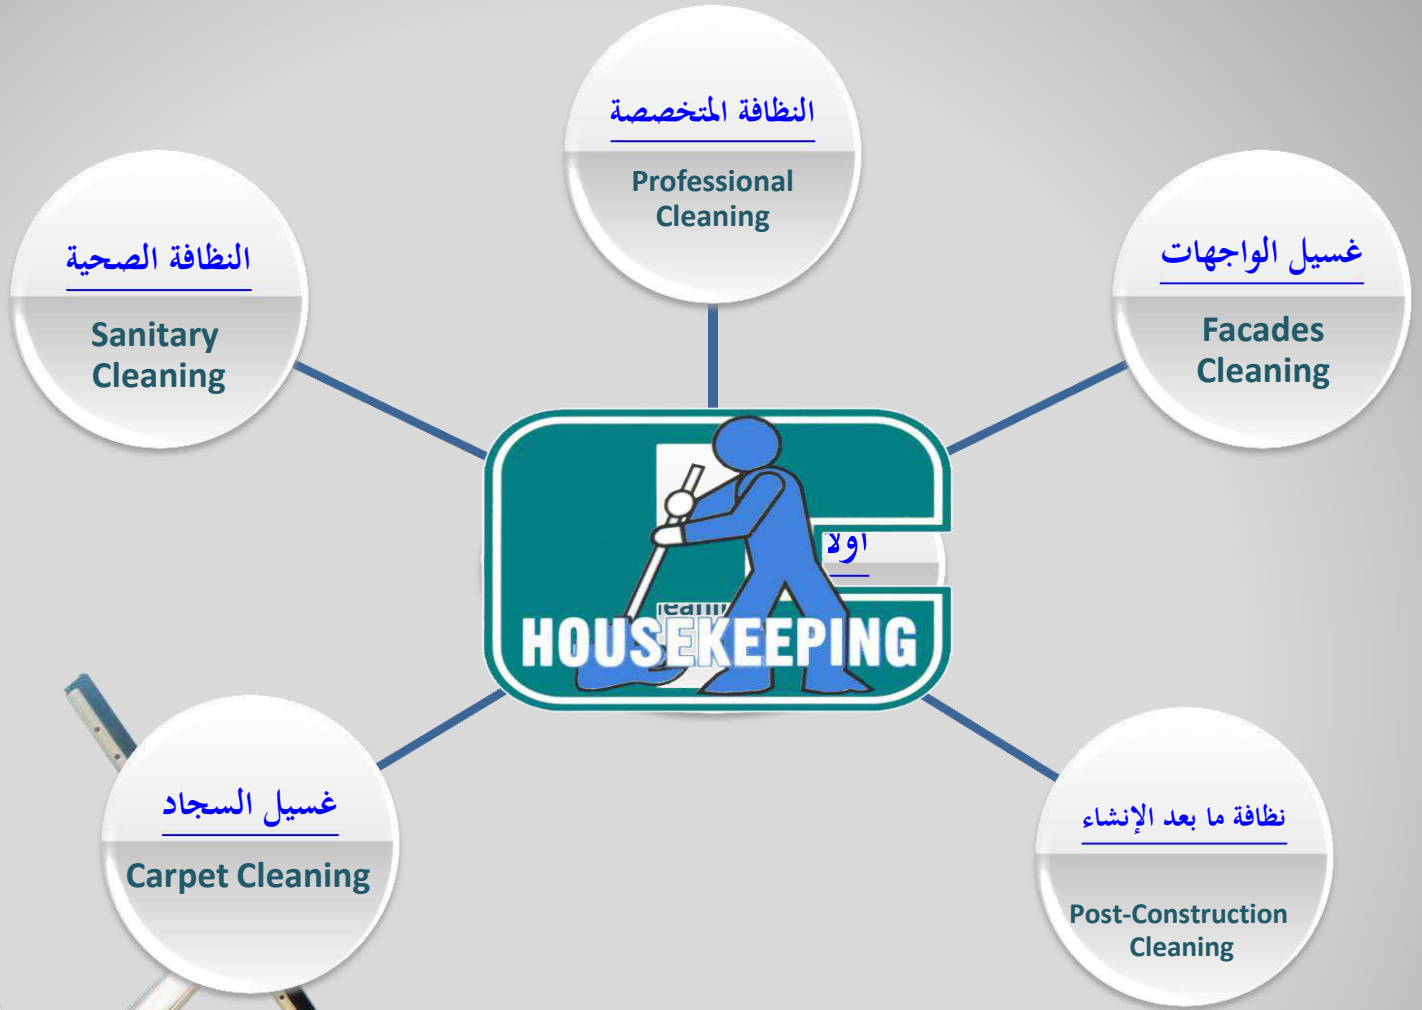 النظافة المتخصصة
Professional
Cleaning
النظافة الصحية
Sanitary
Cleaning
غسيل الواجهات
Facades
Cleaning
اولا
HOUSEKEEPING
غسيل السجاد
Carpet Cleaning
نظافة ما بعد الإنشاء
Post-Construction
Cleaning